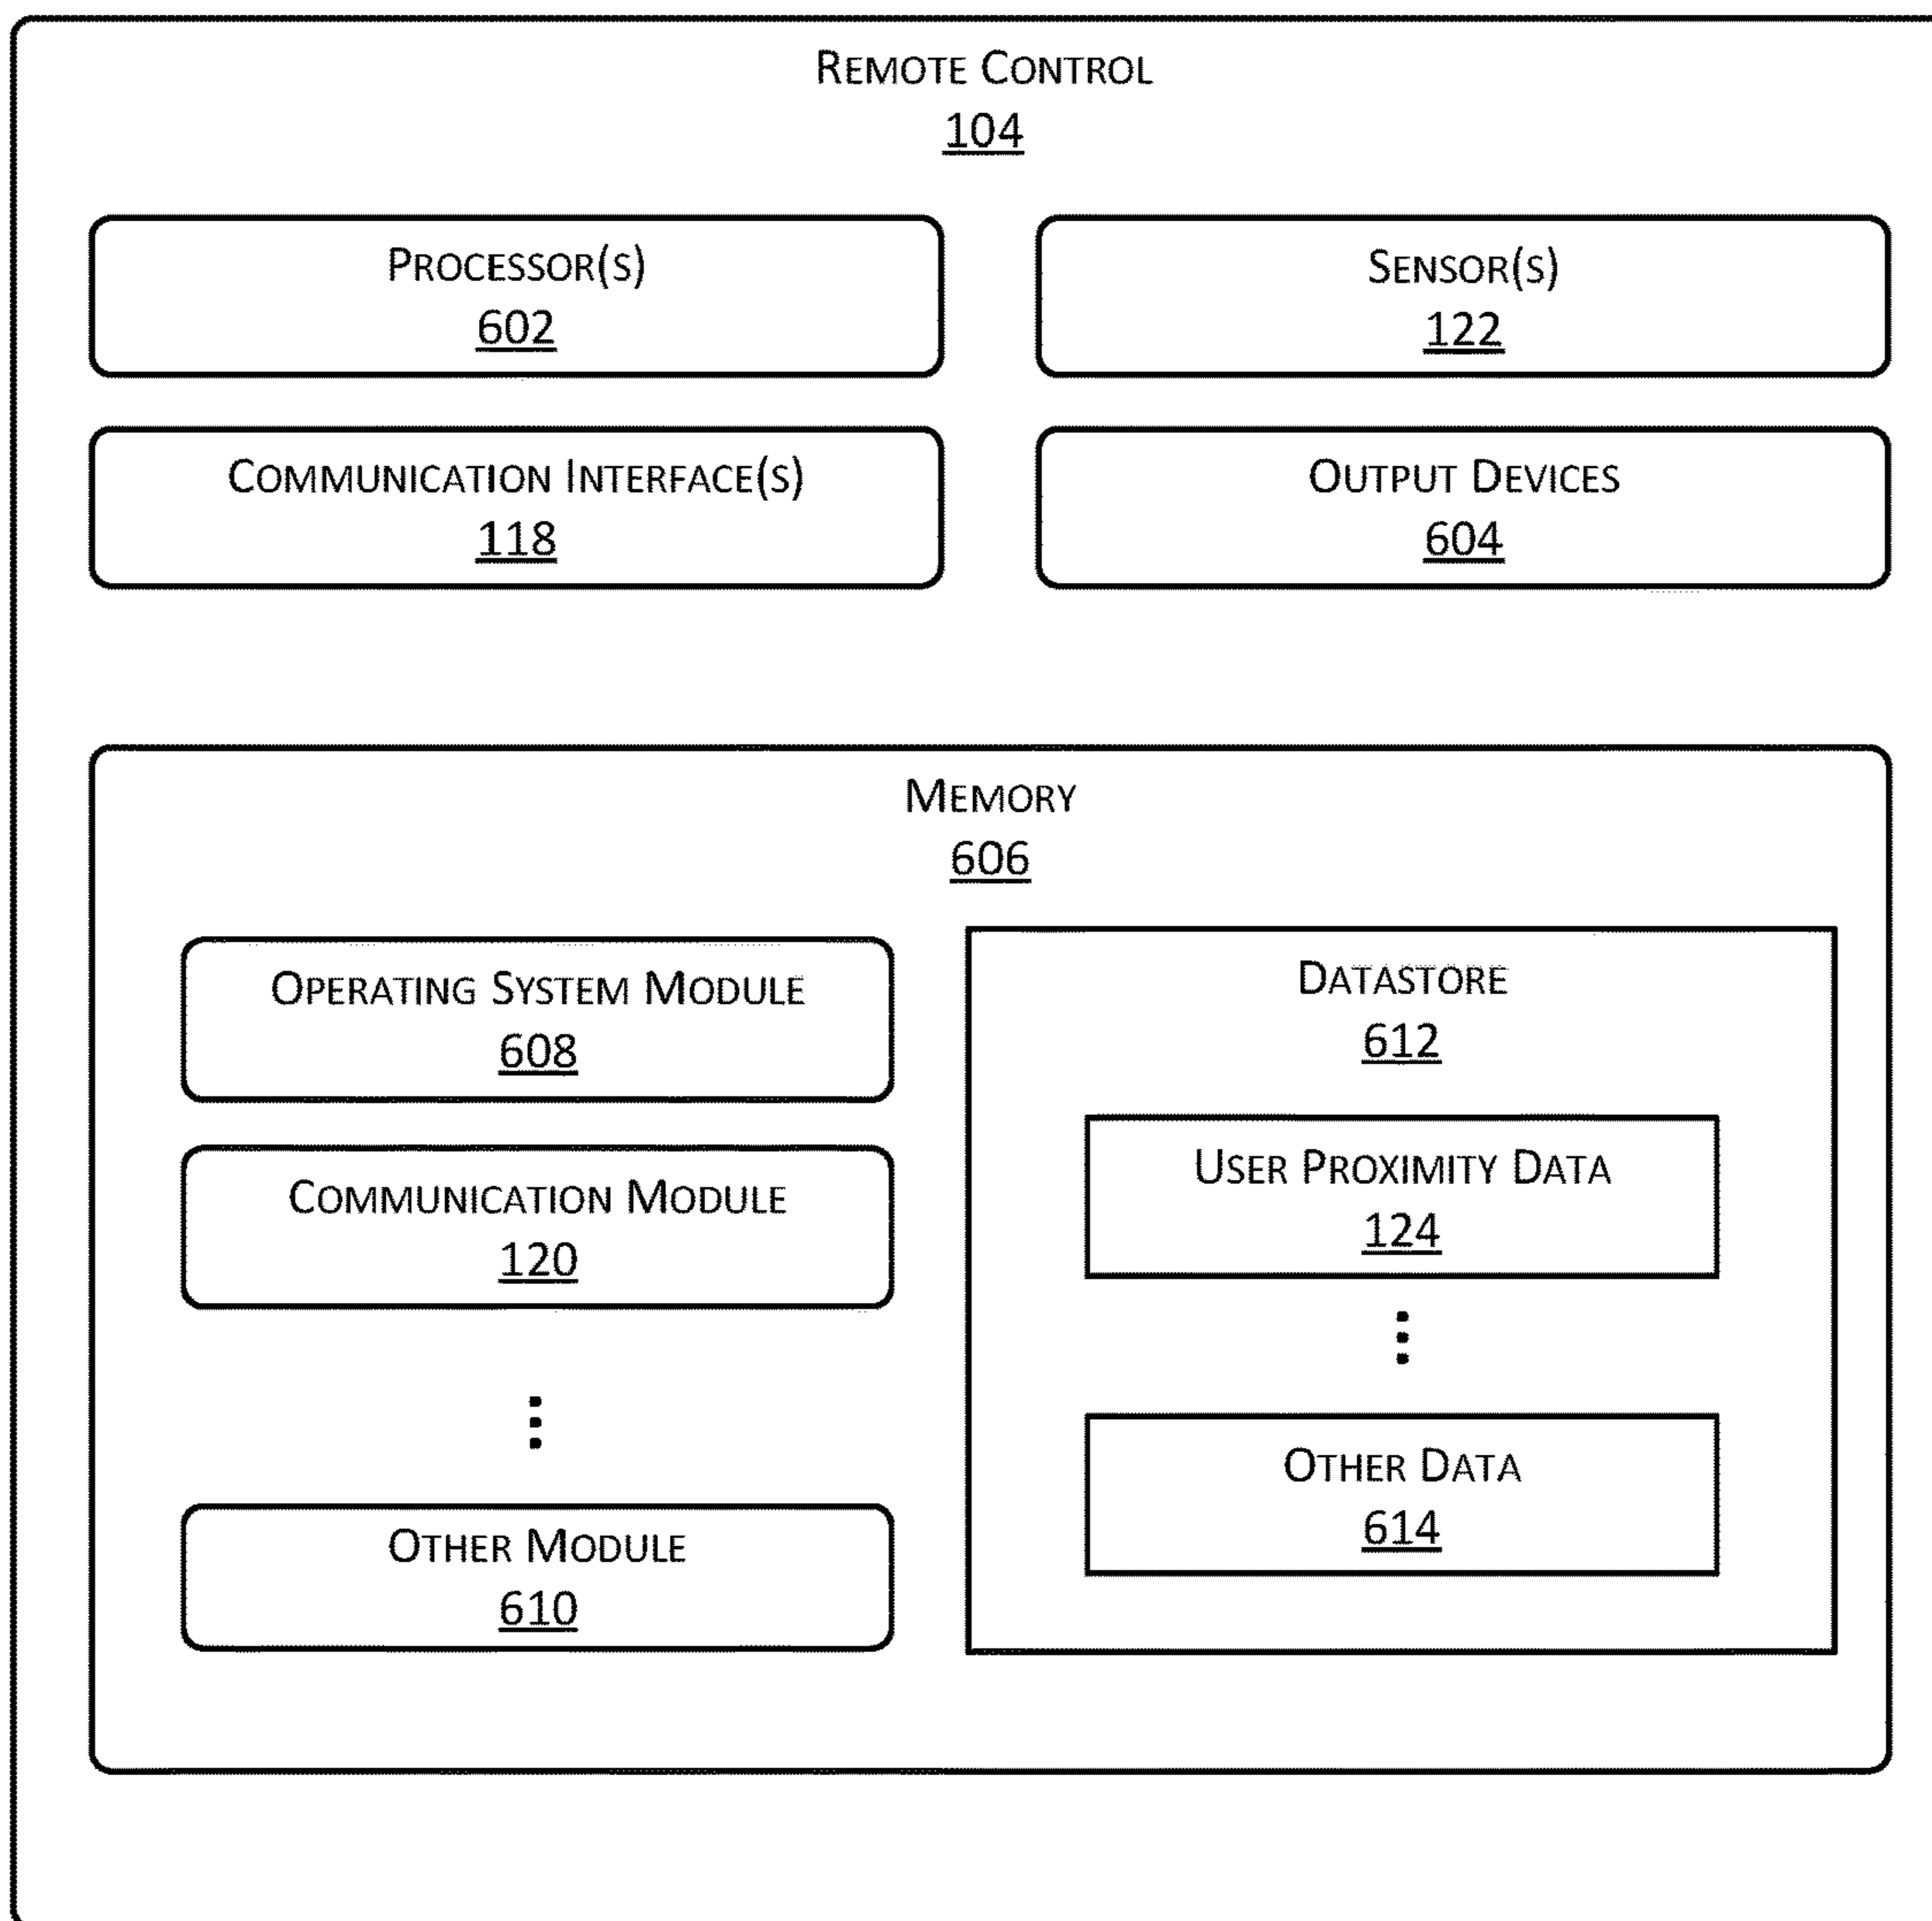 REMOTE CONTROL
104
PROCESSOR(S)
602
SENSOR(S)
122
COMMUNICATION INTERFACE(S)
118
OUTPUT DEVICES
604
MEMORY
606
OPERATING SYSTEM MODULE
608
COMMUNICATION MODULE
120
OTHER MODULE
610
DATASTORE
612
USER PROXIMITY DATA
124
OTHER DATA
614